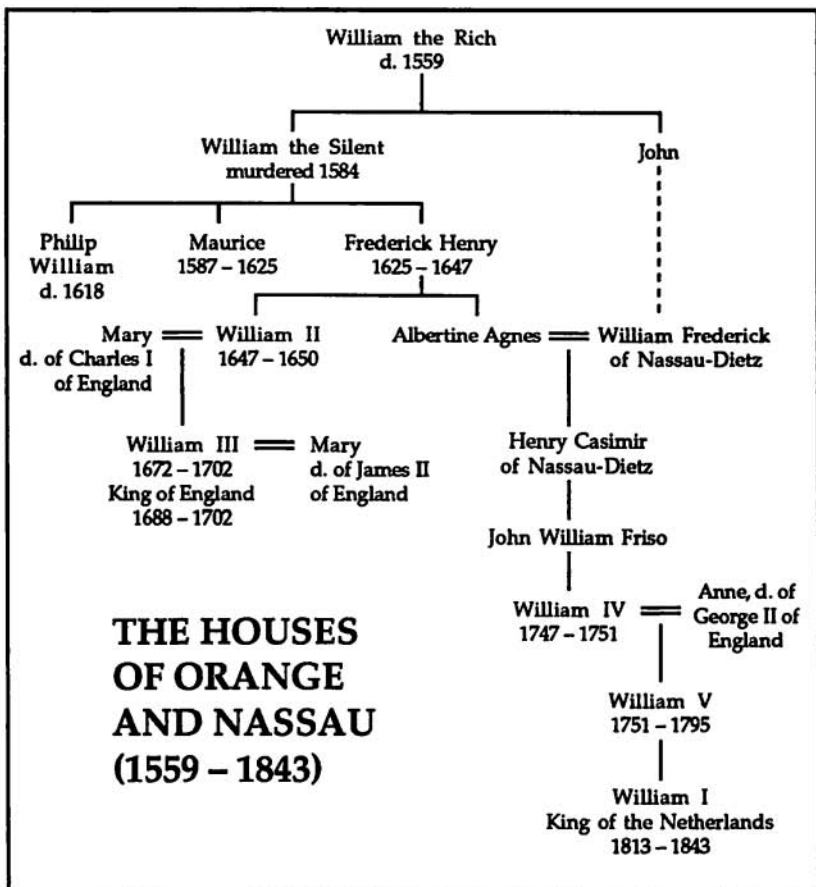 William the Rich
d. 1559
William the Silent
murdered 1584
John
Philip
William
d. 1618
Maurice
1587 – 1625
Frederick Henry
1625 – 1647
Mary
d. of Charles I
of England
William II
1647 – 1650
Albertine Agnes
William Frederick
of Nassau-Dietz
William III
1672 – 1702
King of England
1688 – 1702
Mary
d. of James II
of England
Henry Casimir
of Nassau-Dietz
John William Friso
William IV
1747 – 1751
Anne, d. of
George II of
England
THE HOUSES
OF ORANGE
AND NASSAU
(1559 – 1843)
William V
1751 – 1795
William I
King of the Netherlands
1813 – 1843